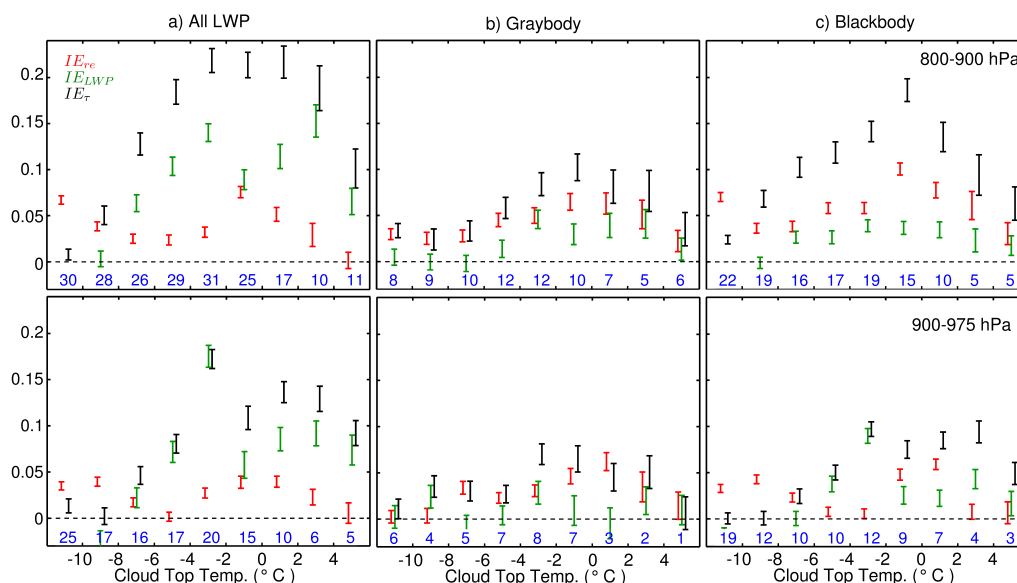 a) All LWP
b) Graybody
c) Blackbody
IE_re
IE_LWP
IE_τ
800-900 hPa
0.2
0.15
0.1
0.05
0
30 28 26 29 31 25 17 10 11
8 9 10 12 12 10 7 5 6
22 19 16 17 19 15 10 5 5
900-975 hPa
0.2
0.15
0.1
0.05
0
25 17 16 17 20 15 10 6 5
6 4 5 7 8 7 3 2 1
19 12 10 10 12 9 7 4 3
-10 -8 -6 -4 -2 0 2 4
-10 -8 -6 -4 -2 0 2 4
-10 -8 -6 -4 -2 0 2 4
Cloud Top Temp. (° C)
Cloud Top Temp. (° C)
Cloud Top Temp. (° C)